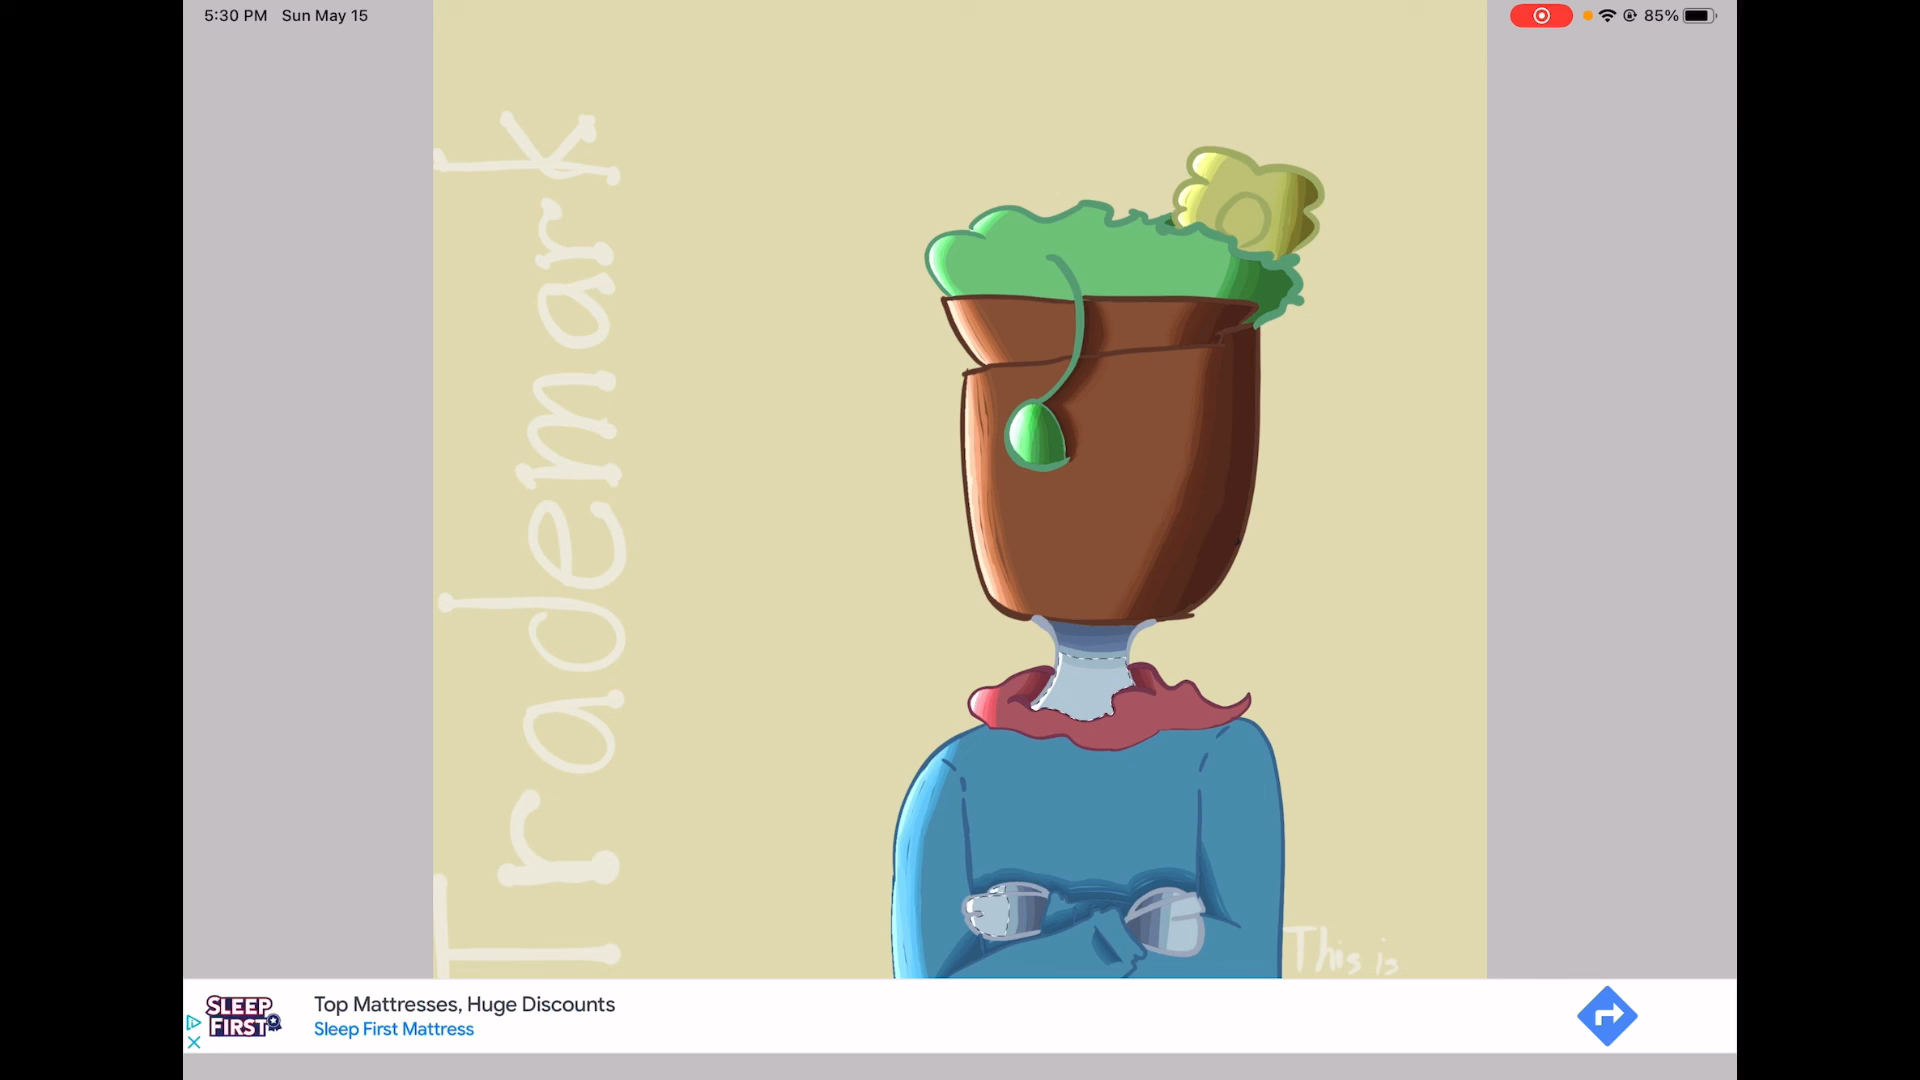 5:30 PM Sun May 15
85%
Trademark
This is
SLEEP
FIRST
Top Mattresses, Huge Discounts
Sleep First Mattress